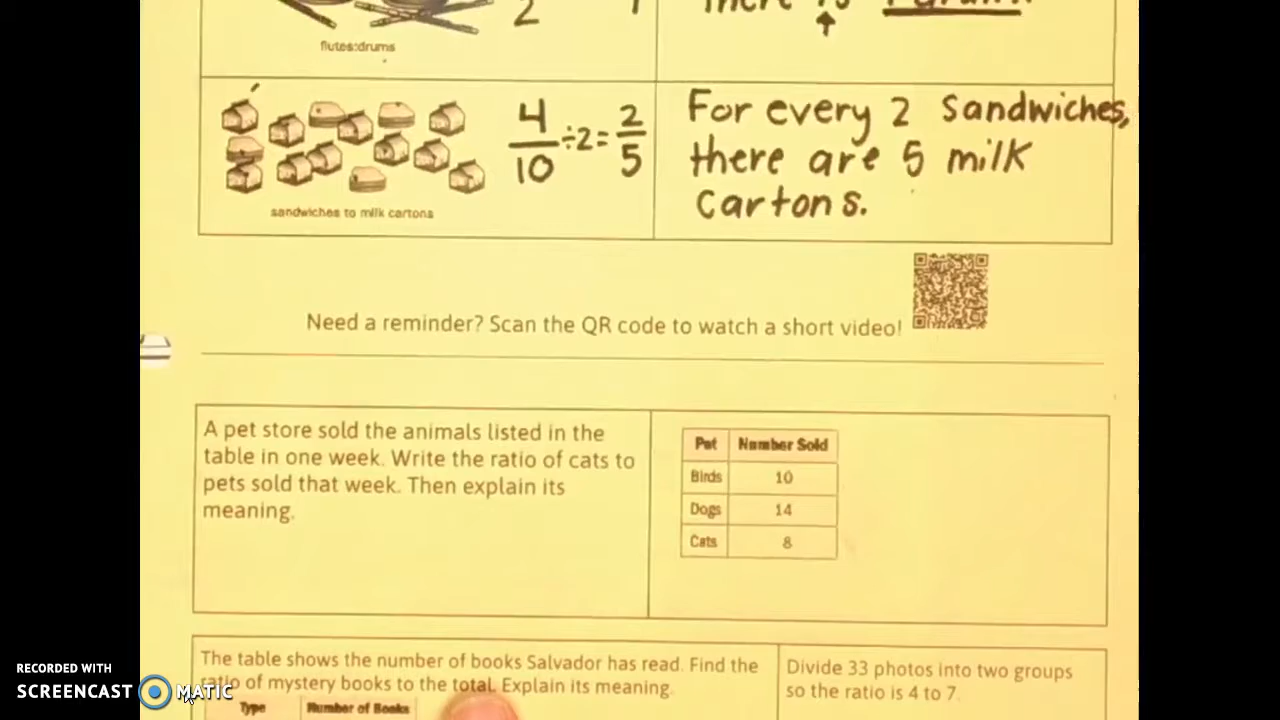 2
flutes:drums
sandwiches to milk cartons
4/10 ÷2= 2/5
For every 2 sandwiches,
there are 5 milk
cartons.
Need a reminder? Scan the QR code to watch a short video!
A pet store sold the animals listed in the
table in one week. Write the ratio of cats to
pets sold that week. Then explain its
meaning.
Pet Number Sold
Birds 10
Dogs 14
Cats 8
The table shows the number of books Salvador has read. Find the
ratio of mystery books to the total. Explain its meaning.
Type Number of Books
Divide 33 photos into two groups
so the ratio is 4 to 7.
RECORDED WITH
SCREENCAST MATIC